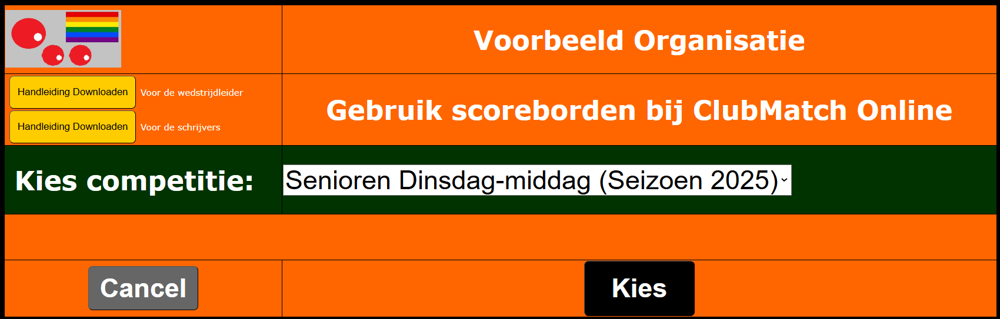 Voorbeeld Organisatie
Handleiding Downloaden Voor de wedstrijdleider
Handleiding Downloaden Voor de schrijvers
Gebruik scoreborden bij ClubMatch Online
Kies competitie: Senioren Dinsdag-middag (Seizoen 2025)
Cancel Kies